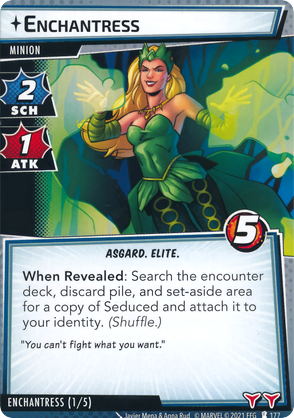 ENCHANTRESS
MINION
2
SCH
1
ATK
5
ASGARD. ELITE.
When Revealed: Search the encounter
deck, discard pile, and set-aside area
for a copy of Seduced and attach it to
your identity. (Shuffle.)
"You can't fight what you want."
ENCHANTRESS (1/5)
Javier Mena & Anna Rud © MARVEL © 2021 FFG 177